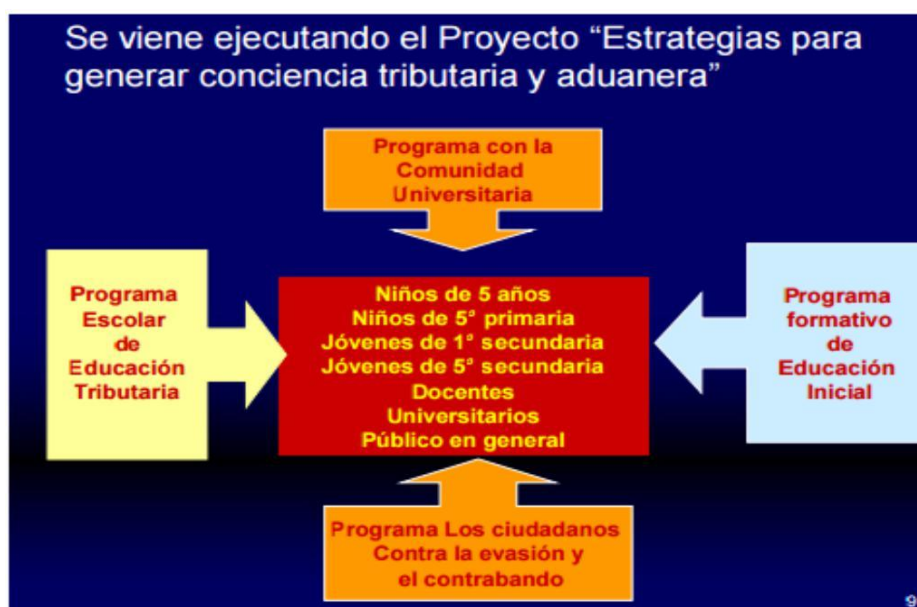 Se viene ejecutando el Proyecto “Estrategias para
generar conciencia tributaria y aduanera”
Programa con la
Comunidad
Universitaria
Programa
Escolar
de
Educación
Tributaria
Niños de 5 años
Niños de 5° primaria
Jóvenes de 1° secundaria
Jóvenes de 5° secundaria
Docentes
Universitarios
Público en general
Programa
formativo
de
Educación
Inicial
Programa Los ciudadanos
Contra la evasión y
el contrabando
9